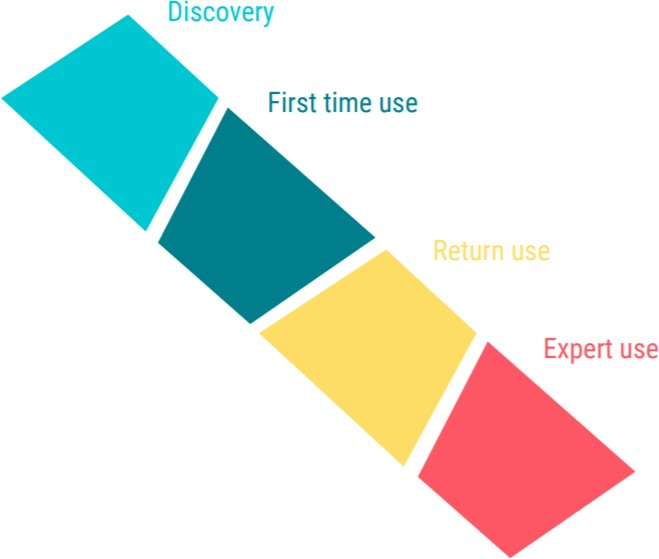 Discovery
First time use
Return use
Expert use